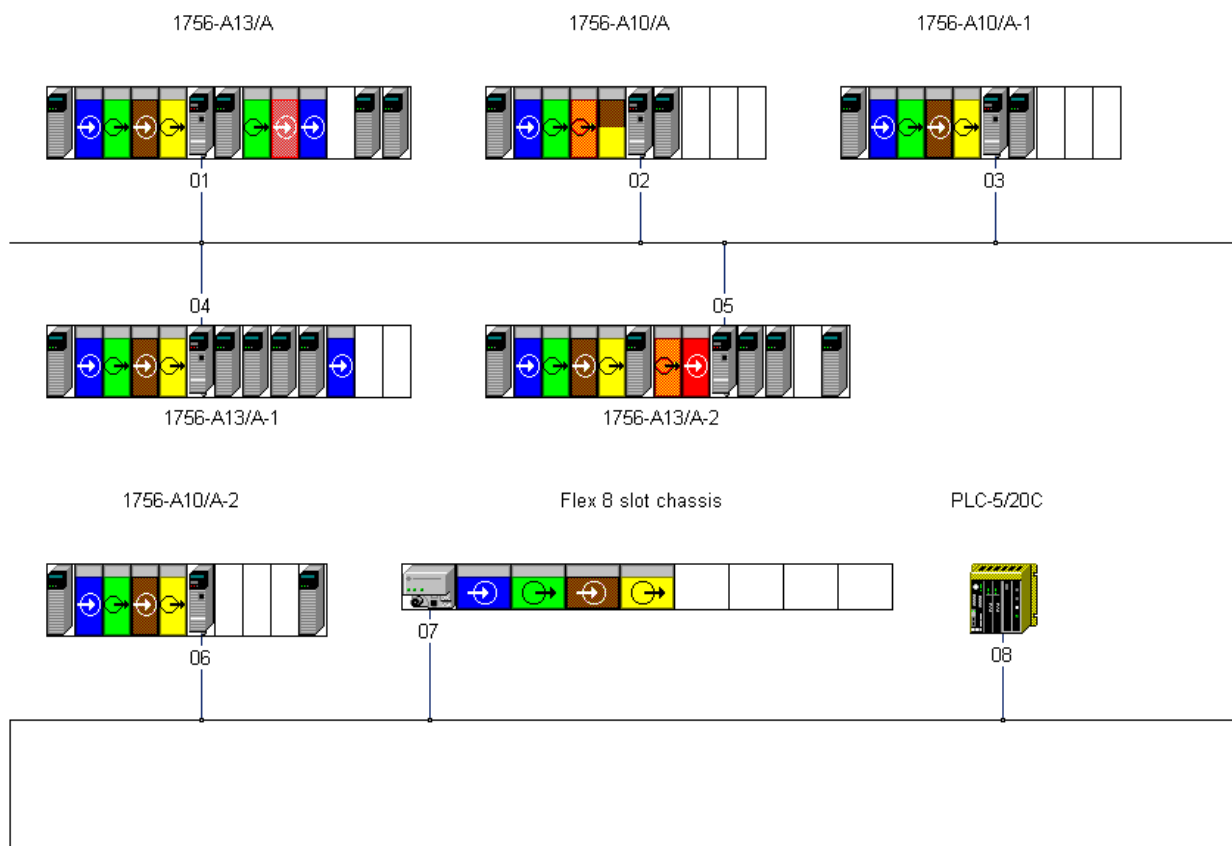 1756-A13/A
1756-A10/A
1756-A10/A-1
01
02
03
04
05
1756-A13/A-1
1756-A13/A-2
1756-A10/A-2
Flex 8 slot chassis
PLC-5/20C
06
07
08